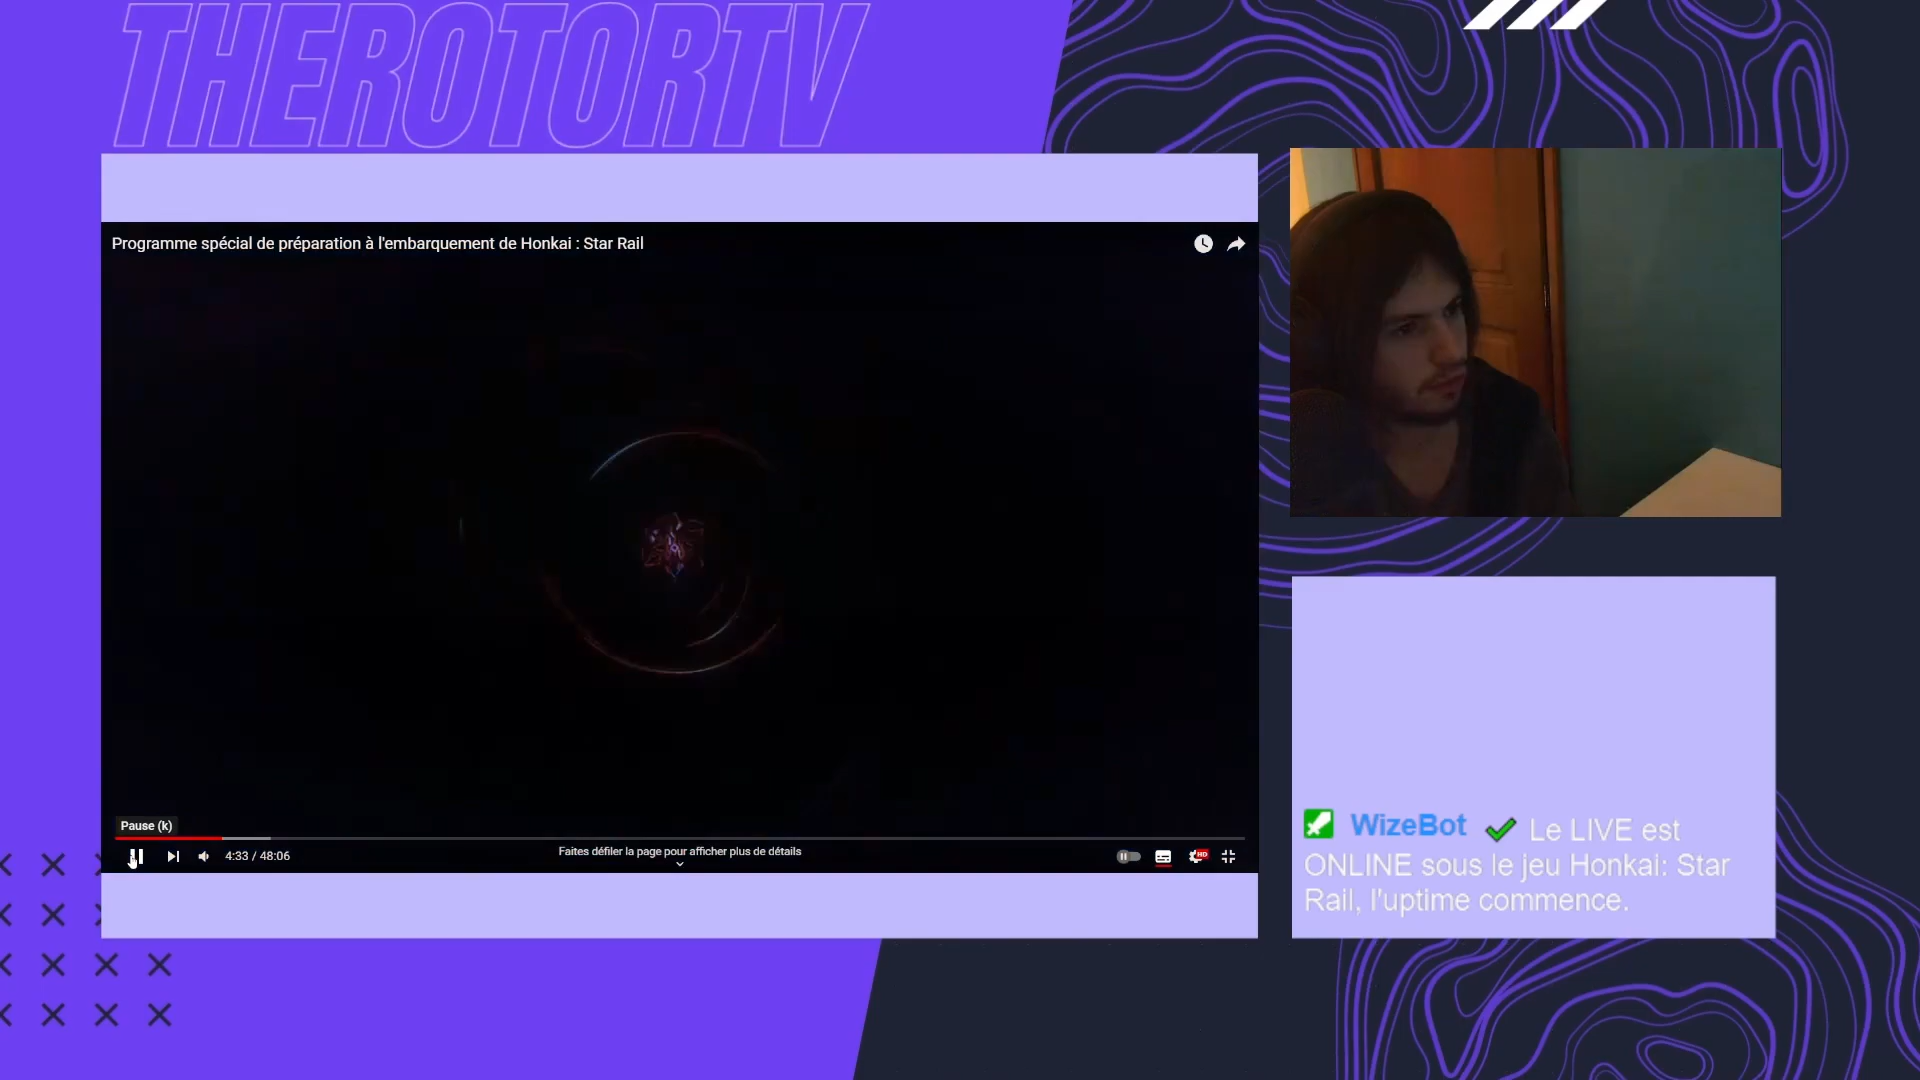 THEROTORTV
Programme spécial de préparation à l'embarquement de Honkai : Star Rail
Pause (k)
4:33 / 48:06
Faites défiler la page pour afficher plus de détails
HD
WizeBot Le LIVE est
ONLINE sous le jeu Honkai: Star
Rail, l'uptime commence.